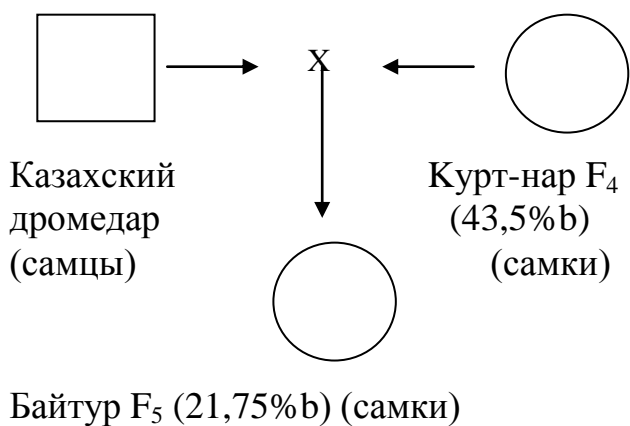 X
Казахский
дромедар
(самцы)
Курт-нар F₄
(43,5%b)
(самки)
Байтур F₅ (21,75%b) (самки)